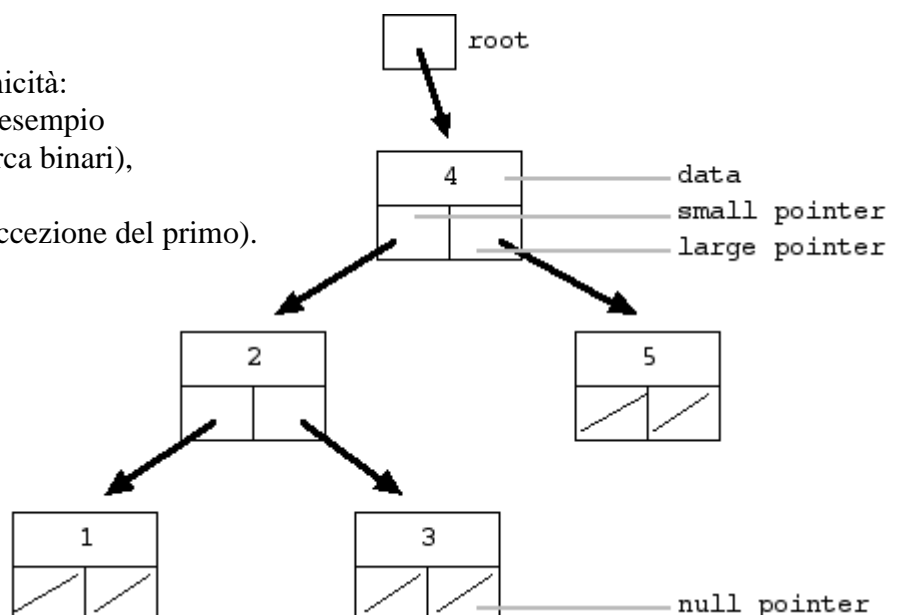 root
nicità:
esempio
rca binari),
ccezione del primo).
4
data
small pointer
large pointer
2
5
1
3
null pointer